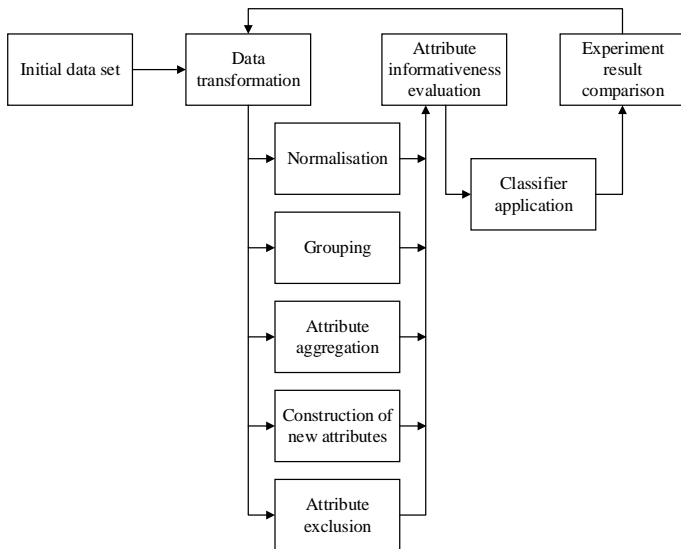 Initial data set
Data
transformation
Attribute
informativeness
evaluation
Experiment
result
comparison
Normalisation
Classifier
application
Grouping
Attribute
aggregation
Construction of
new attributes
Attribute
exclusion